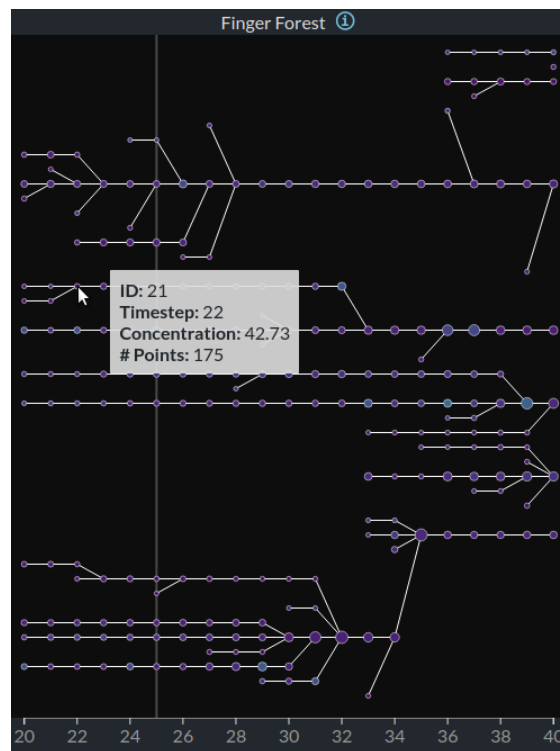 Finger Forest
ID: 21
Timestep: 22
Concentration: 42.73
# Points: 175
20 22 24 26 28 30 32 34 36 38 40